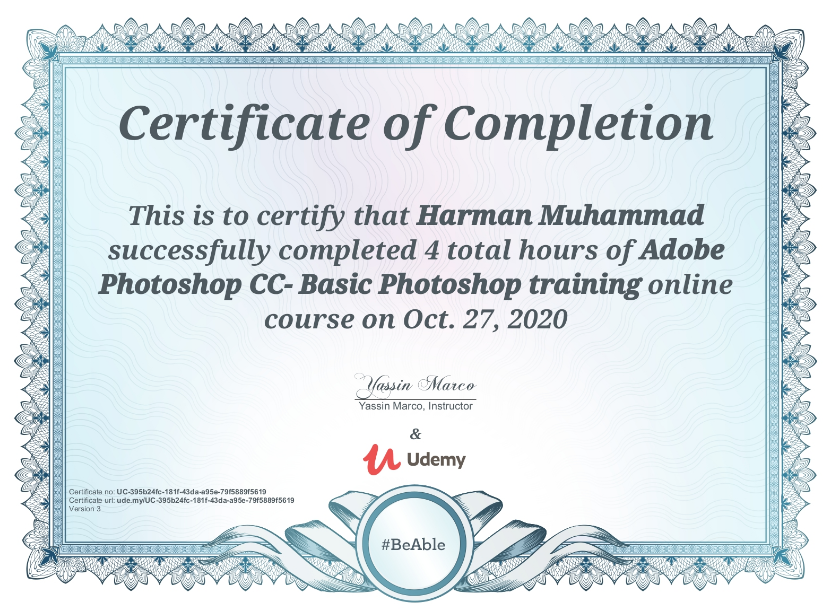 Certificate of Completion
This is to certify that Harman Muhammad
successfully completed 4 total hours of Adobe
Photoshop CC- Basic Photoshop training online
course on Oct. 27, 2020
Yassin Marco
Yassin Marco, Instructor
&
Udemy
Certificate no: UC-395b24fc-181f-43da-a95e-79f5889f5619
Certificate url: ude.my/UC-395b24fc-181f-43da-a95e-79f5889f5619
Version 3
#BeAble